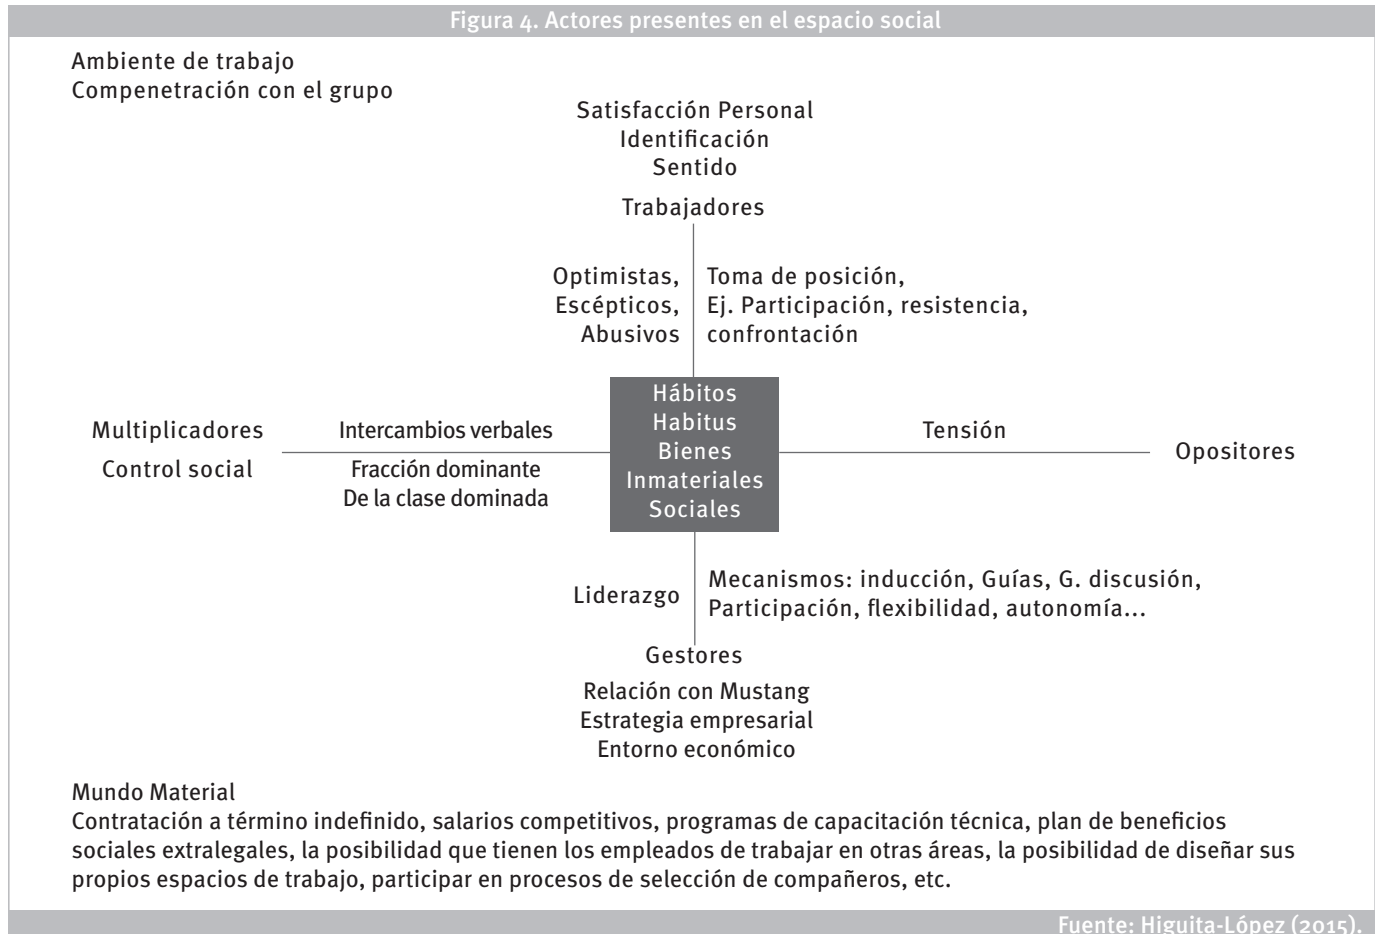 Figura 4. Actores presentes en el espacio social
Ambiente de trabajo
Compenetración con el grupo
Satisfacción Personal
Identificación
Sentido
Trabajadores
Optimistas,
Escépticos,
Abusivos
Toma de posición,
Ej. Participación, resistencia,
confrontación
Multiplicadores
Control social
Intercambios verbales
Fracción dominante
De la clase dominada
Hábitos
Habitus
Bienes
Inmateriales
Sociales
Tensión
Opositores
Liderazgo
Mecanismos: inducción, Guías, G. discusión,
Participación, flexibilidad, autonomía...
Gestores
Relación con Mustang
Estrategia empresarial
Entorno económico
Mundo Material
Contratación a término indefinido, salarios competitivos, programas de capacitación técnica, plan de beneficios
sociales extralegales, la posibilidad que tienen los empleados de trabajar en otras áreas, la posibilidad de diseñar sus
propios espacios de trabajo, participar en procesos de selección de compañeros, etc.
Fuente: Higuita-López (2015).